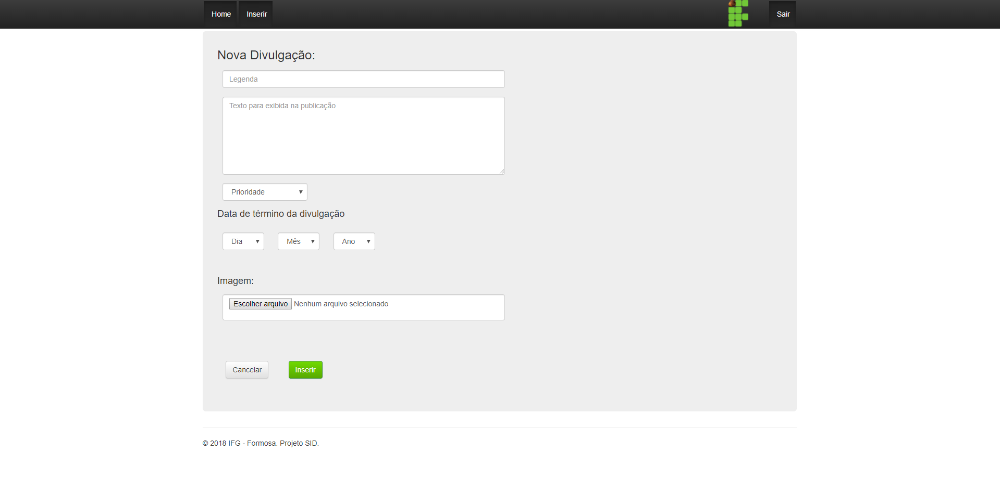 Home Inserir Sair
Nova Divulgação:
Legenda
Texto para exibida na publicação
Prioridade
Data de término da divulgação
Dia Mês Ano
Imagem:
Escolher arquivo Nenhum arquivo selecionado
Cancelar Inserir
© 2018 IFG - Formosa. Projeto SID.